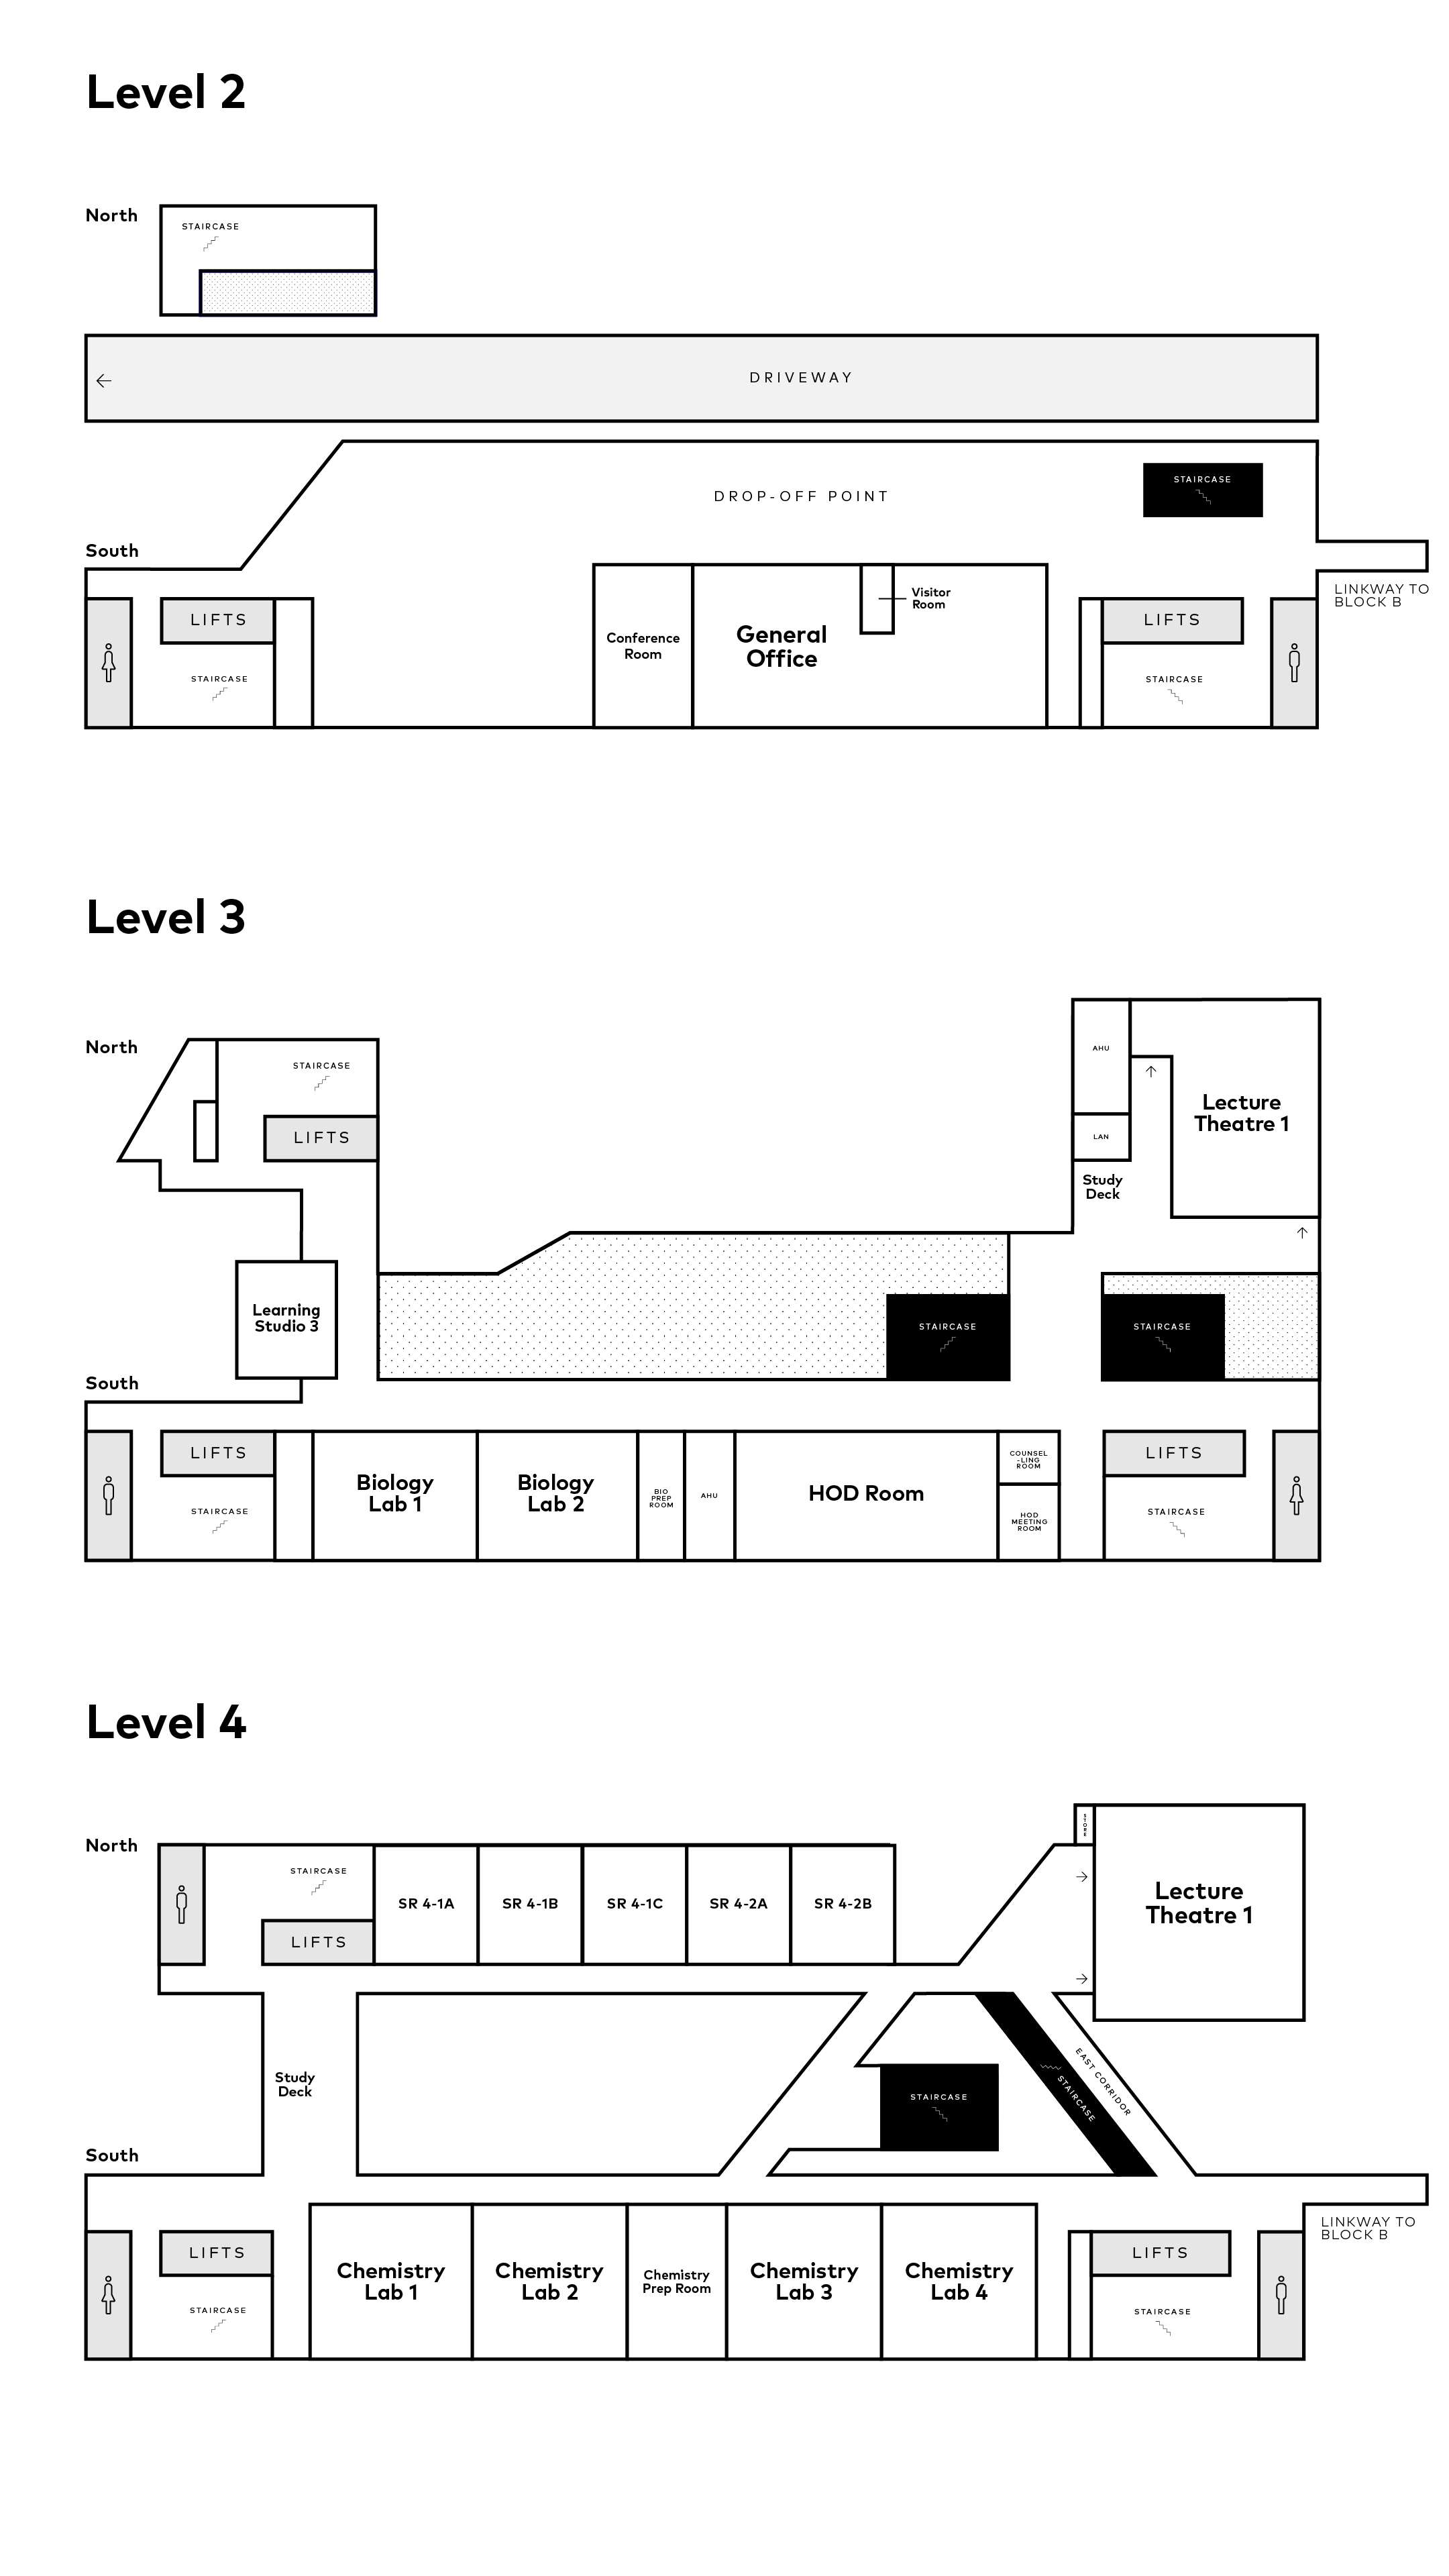 Level 2
North
STAIRCASE
DRIVEWAY
DROP-OFF POINT
STAIRCASE
South
LINKWAY TO
BLOCK B
LIFTS
STAIRCASE
Conference
Room
General
Office
Visitor
Room
LIFTS
STAIRCASE
Level 3
North
STAIRCASE
LIFTS
AHU
LAN
Study
Deck
Lecture
Theatre 1
Learning
Studio 3
STAIRCASE
STAIRCASE
South
LIFTS
STAIRCASE
Biology
Lab 1
Biology
Lab 2
BIO
PREP
ROOM
AHU
HOD Room
COUNSEL
-LING
ROOM
HOD
MEETING
ROOM
LIFTS
STAIRCASE
Level 4
North
STAIRCASE
LIFTS
SR 4-1A
SR 4-1B
SR 4-1C
SR 4-2A
SR 4-2B
STORE
Lecture
Theatre 1
Study
Deck
STAIRCASE
STAIRCASE
EAST CORRIDOR
South
LINKWAY TO
BLOCK B
LIFTS
STAIRCASE
Chemistry
Lab 1
Chemistry
Lab 2
Chemistry
Prep Room
Chemistry
Lab 3
Chemistry
Lab 4
LIFTS
STAIRCASE